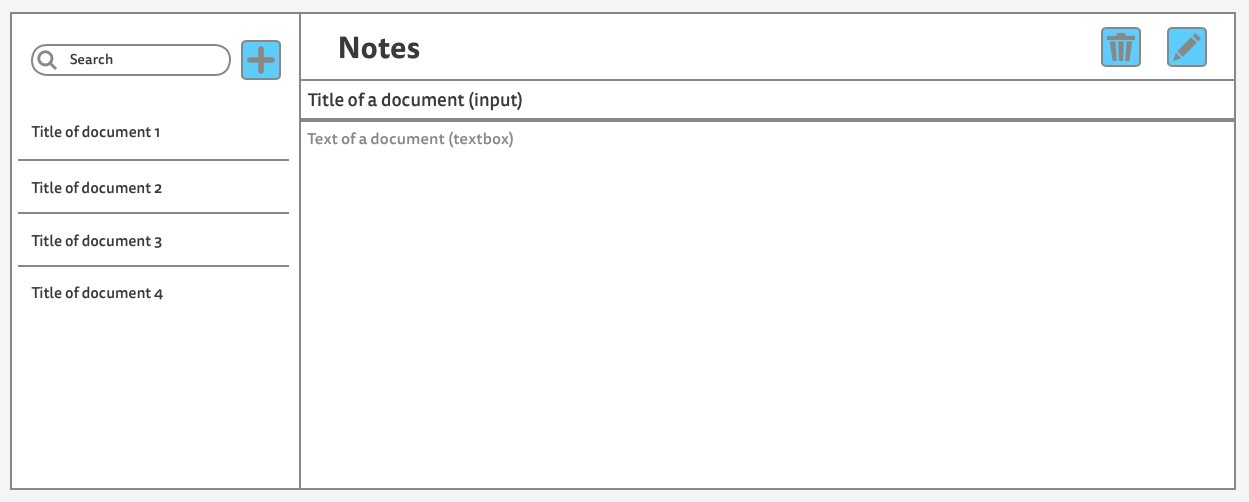 Search
Title of document 1
Title of document 2
Title of document 3
Title of document 4
Notes
Title of a document (input)
Text of a document (textbox)